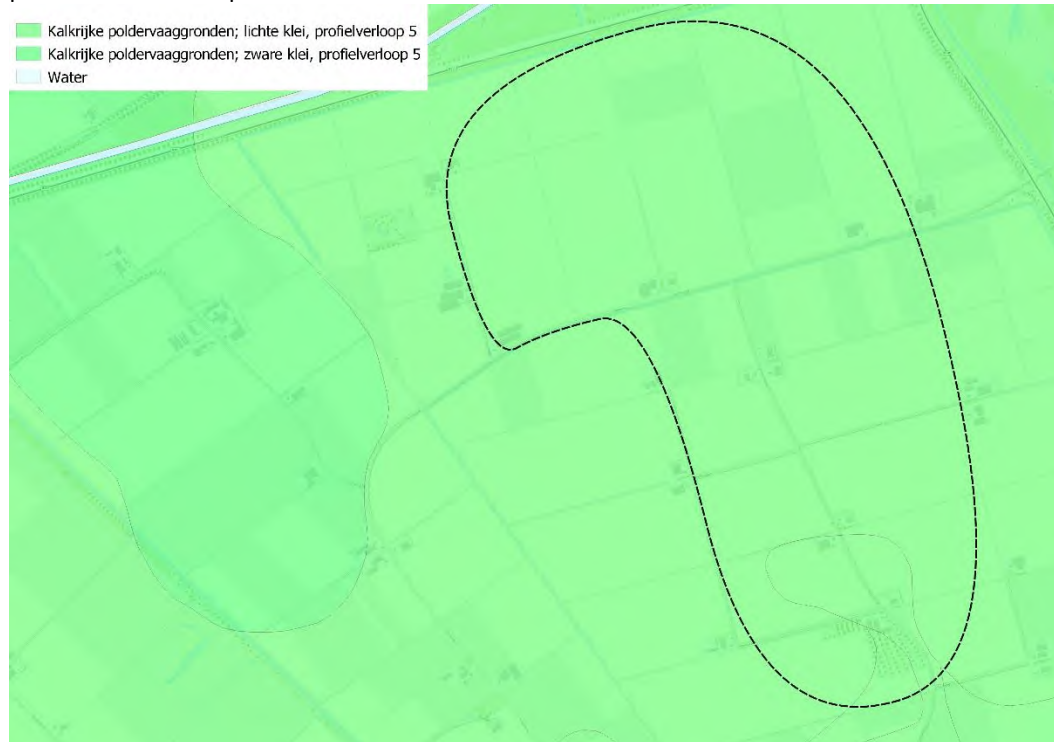 Kalkrijke poldervaaggronden; lichte klei, profielverloop 5
Kalkrijke poldervaaggronden; zware klei, profielverloop 5
Water